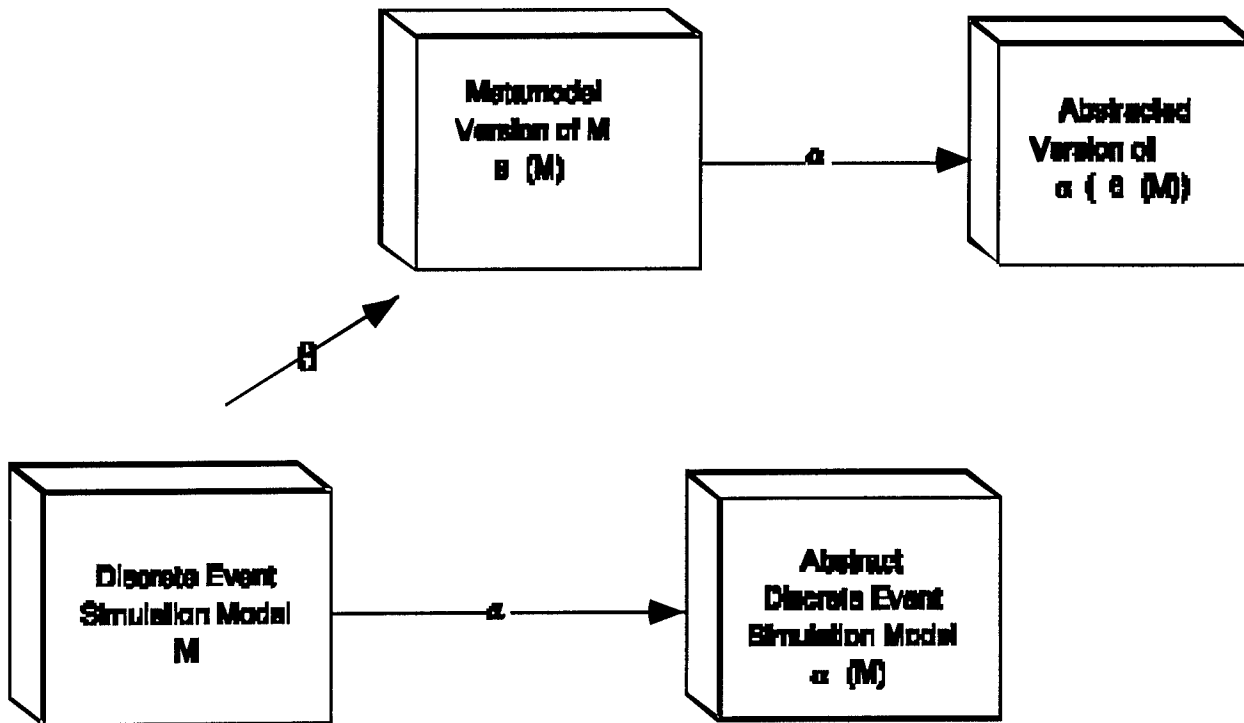 Metamodel
Version of M
θ (M)
α
Abstracted
Version of
α ( θ (M))
θ
Discrete Event
Simulation Model
M
α
Abstract
Discrete Event
Simulation Model
α (M)